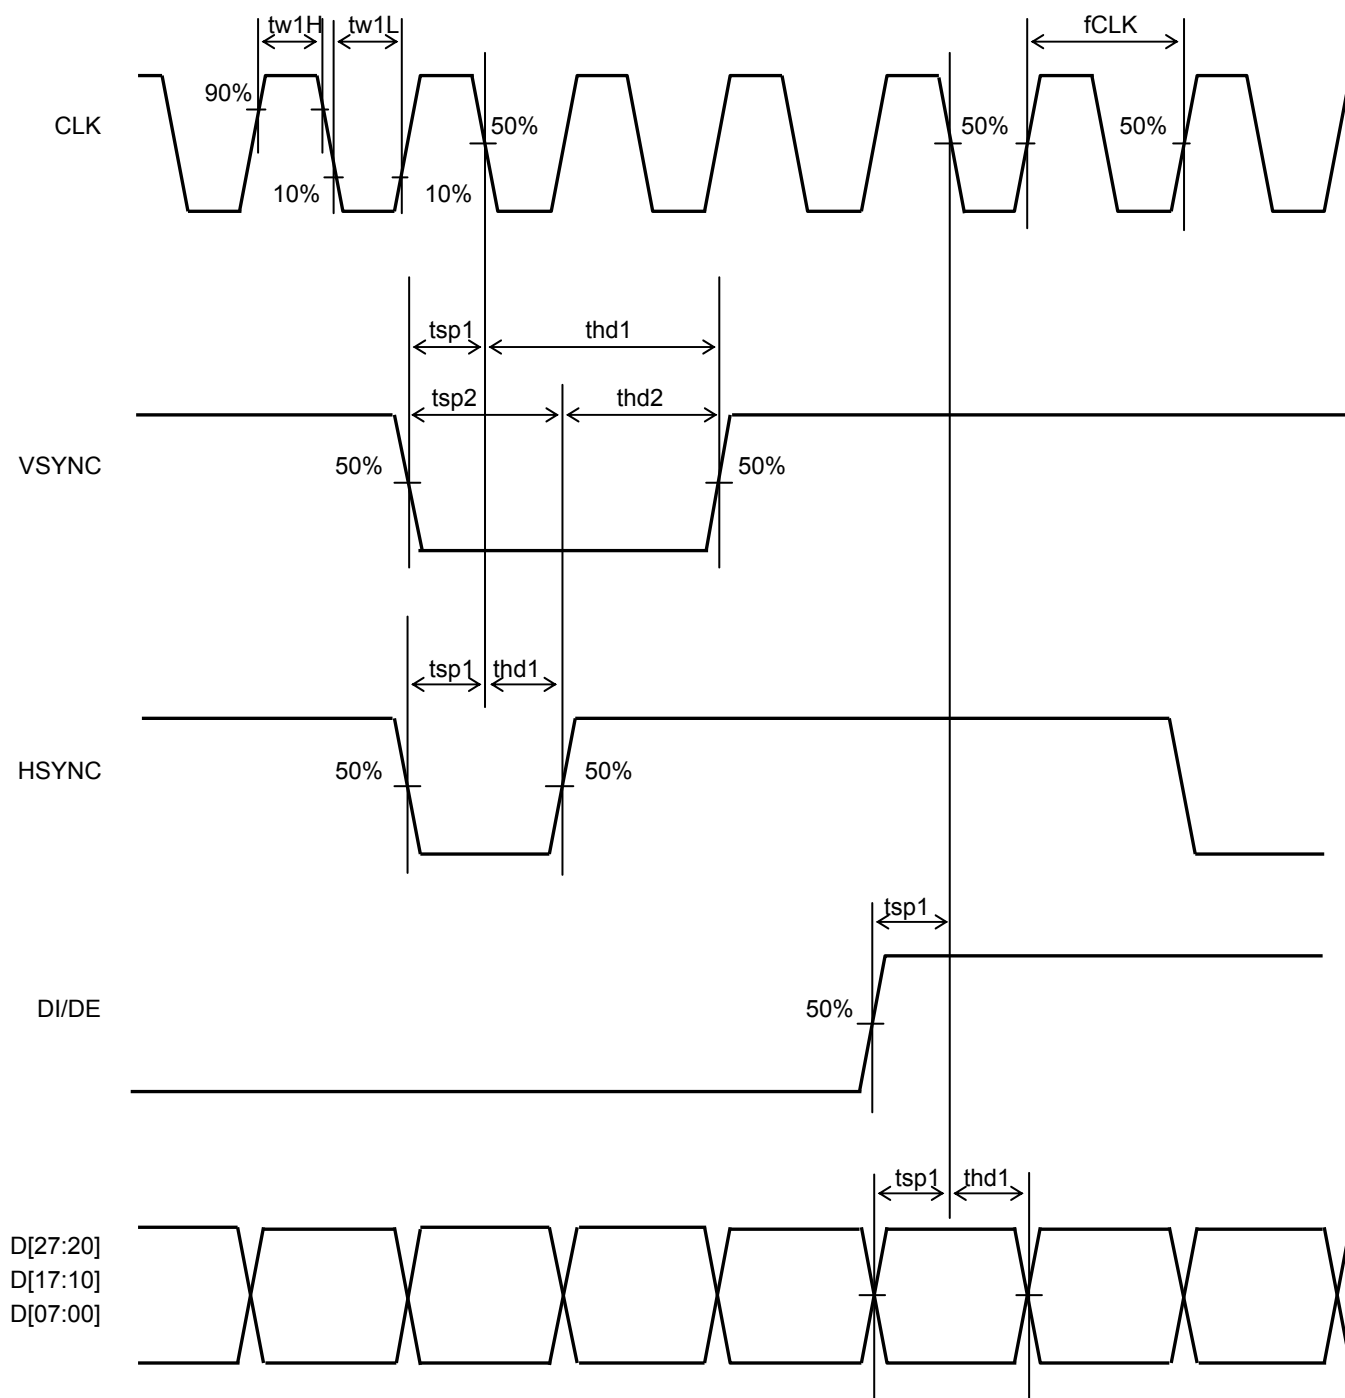 tw1H tw1L fCLK
90%
CLK 50% 50% 50%
10% 10%
tsp1 thd1
tsp2 thd2
VSYNC 50% 50%
tsp1 thd1
HSYNC 50% 50%
tsp1
DI/DE 50%
tsp1 thd1
D[27:20]
D[17:10]
D[07:00]